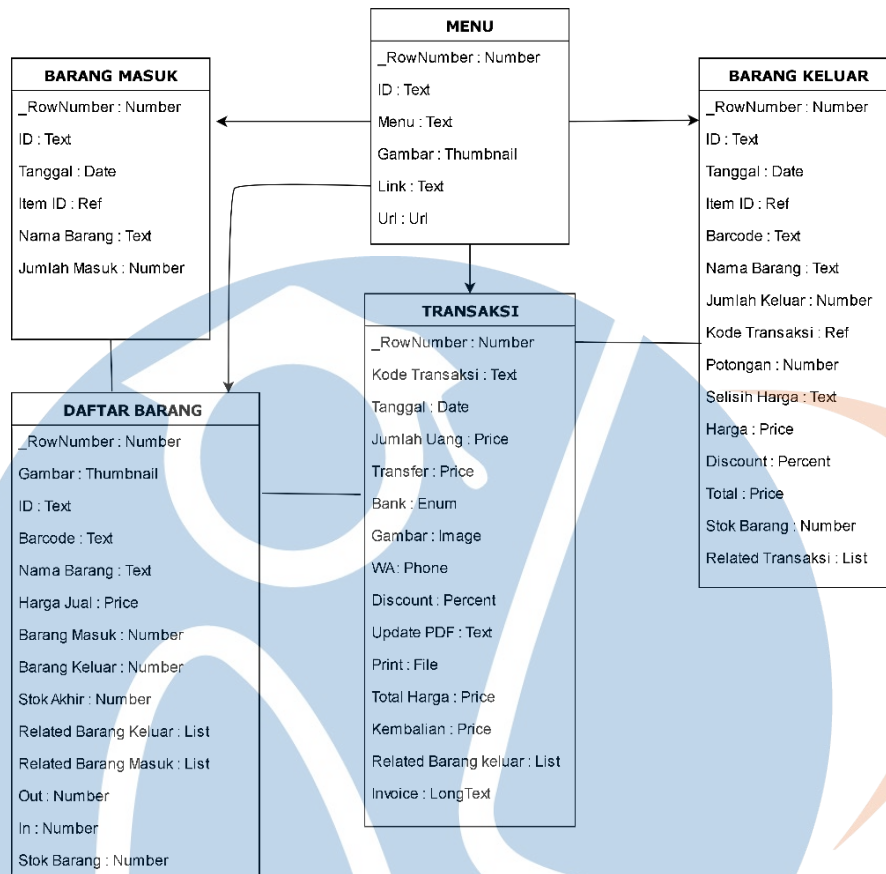 MENU
_RowNumber : Number
ID : Text
Menu : Text
Gambar : Thumbnail
Link : Text
Url : Url
BARANG MASUK
_RowNumber : Number
ID : Text
Tanggal : Date
Item ID : Ref
Nama Barang : Text
Jumlah Masuk : Number
BARANG KELUAR
_RowNumber : Number
ID : Text
Tanggal : Date
Item ID : Ref
Barcode : Text
Nama Barang : Text
Jumlah Keluar : Number
Kode Transaksi : Ref
Potongan : Number
Selisih Harga : Text
Harga : Price
Discount : Percent
Total : Price
Stok Barang : Number
Related Transaksi : List
TRANSAKSI
_RowNumber : Number
Kode Transaksi : Text
Tanggal : Date
Jumlah Uang : Price
Transfer : Price
Bank : Enum
Gambar : Image
WA: Phone
Discount : Percent
Update PDF : Text
Print : File
Total Harga : Price
Kembalian : Price
Related Barang keluar : List
Invoice : LongText
DAFTAR BARANG
_RowNumber : Number
Gambar : Thumbnail
ID : Text
Barcode : Text
Nama Barang : Text
Harga Jual : Price
Barang Masuk : Number
Barang Keluar : Number
Stok Akhir : Number
Related Barang Keluar : List
Related Barang Masuk : List
Out : Number
In : Number
Stok Barang : Number